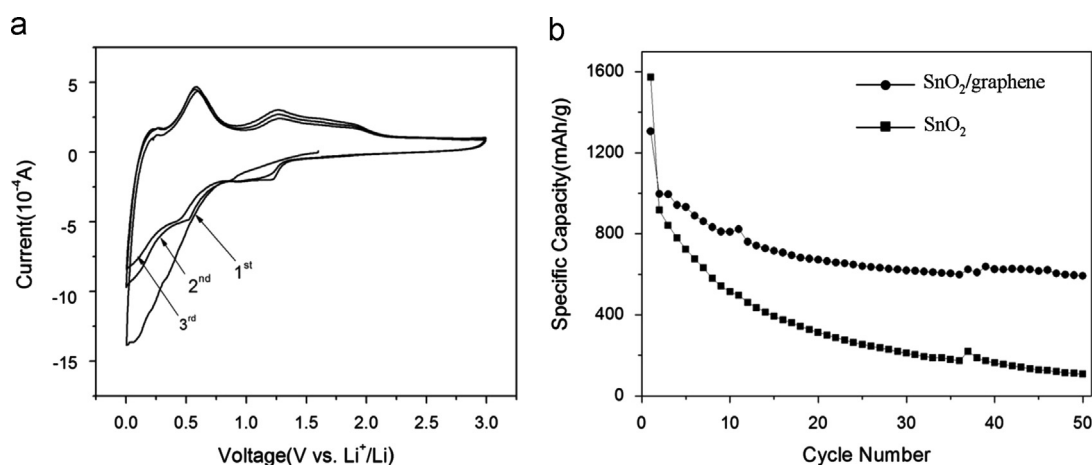 a
5
0
-5
-10
-15
Current(10⁻⁴A)
1ˢᵗ
2ⁿᵈ
3ʳᵈ
0.0 0.5 1.0 1.5 2.0 2.5 3.0
Voltage(V vs. Li⁺/Li)
b
1600
1200
800
400
0
Specific Capacity(mAh/g)
SnO₂/graphene
SnO₂
0 10 20 30 40 50
Cycle Number